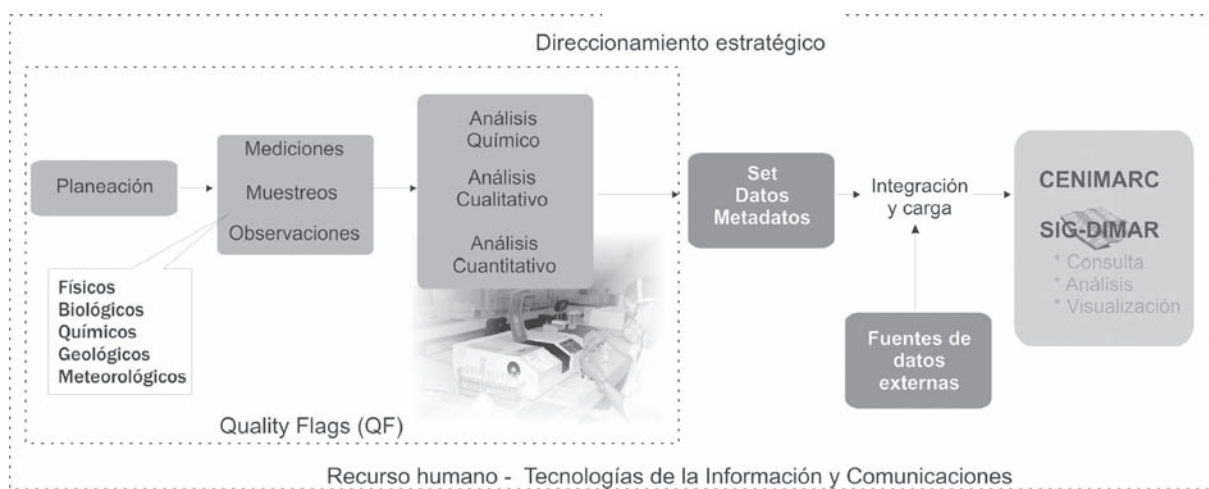 Direccionamiento estratégico
Planeación
Mediciones
Muestreos
Observaciones
Físicos
Biológicos
Químicos
Geológicos
Meteorológicos
Análisis
Químico
Análisis
Cualitativo
Análisis
Cuantitativo
Quality Flags (QF)
Set
Datos
Metadatos
Integración
y carga
Fuentes de
datos
externas
CENIMARC
SIG-DIMAR
* Consulta
* Análisis
* Visualización
Recurso humano - Tecnologías de la Información y Comunicaciones